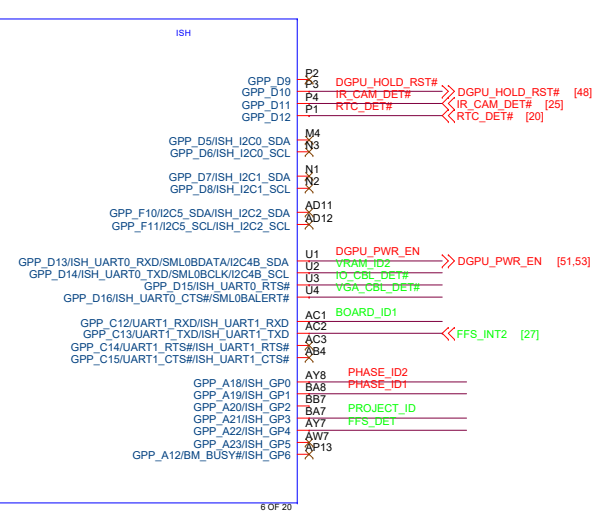 ISH
GPP_D9 P2
GPP_D10 P3 DGPU_HOLD_RST# DGPU_HOLD_RST# [48]
GPP_D11 P4 IR_CAM_DET# IR_CAM_DET# [25]
GPP_D12 P1 RTC_DET# RTC_DET# [20]
GPP_D5/ISH_I2C0_SDA M4
GPP_D6/ISH_I2C0_SCL N3
GPP_D7/ISH_I2C1_SDA N1
GPP_D8/ISH_I2C1_SCL N2
GPP_F10/I2C5_SDA/ISH_I2C2_SDA AD11
GPP_F11/I2C5_SCL/ISH_I2C2_SCL AD12
GPP_D13/ISH_UART0_RXD/SML0BDATA/I2C4B_SDA U1 DGPU_PWR_EN DGPU_PWR_EN [51,53]
GPP_D14/ISH_UART0_TXD/SML0BCLK/I2C4B_SCL U2 VRAM_ID2
GPP_D15/ISH_UART0_RTS# U3 IO_CBL_DET#
GPP_D16/ISH_UART0_CTS#/SML0BALERT# U4 VGA_CBL_DET#
GPP_C12/UART1_RXD/ISH_UART1_RXD AC1 BOARD_ID1
GPP_C13/UART1_TXD/ISH_UART1_TXD AC2 FFS_INT2 [27]
GPP_C14/UART1_RTS#/ISH_UART1_RTS# AC3
GPP_C15/UART1_CTS#/ISH_UART1_CTS# AB4
GPP_A18/ISH_GP0 AY8 PHASE_ID2
GPP_A19/ISH_GP1 BA8 PHASE_ID1
GPP_A20/ISH_GP2 BB7
GPP_A21/ISH_GP3 BA7 PROJECT_ID
GPP_A22/ISH_GP4 AY7 FFS_DET
GPP_A23/ISH_GP5 AW7
GPP_A12/BM_BUSY#/ISH_GP6 AP13
6 OF 20